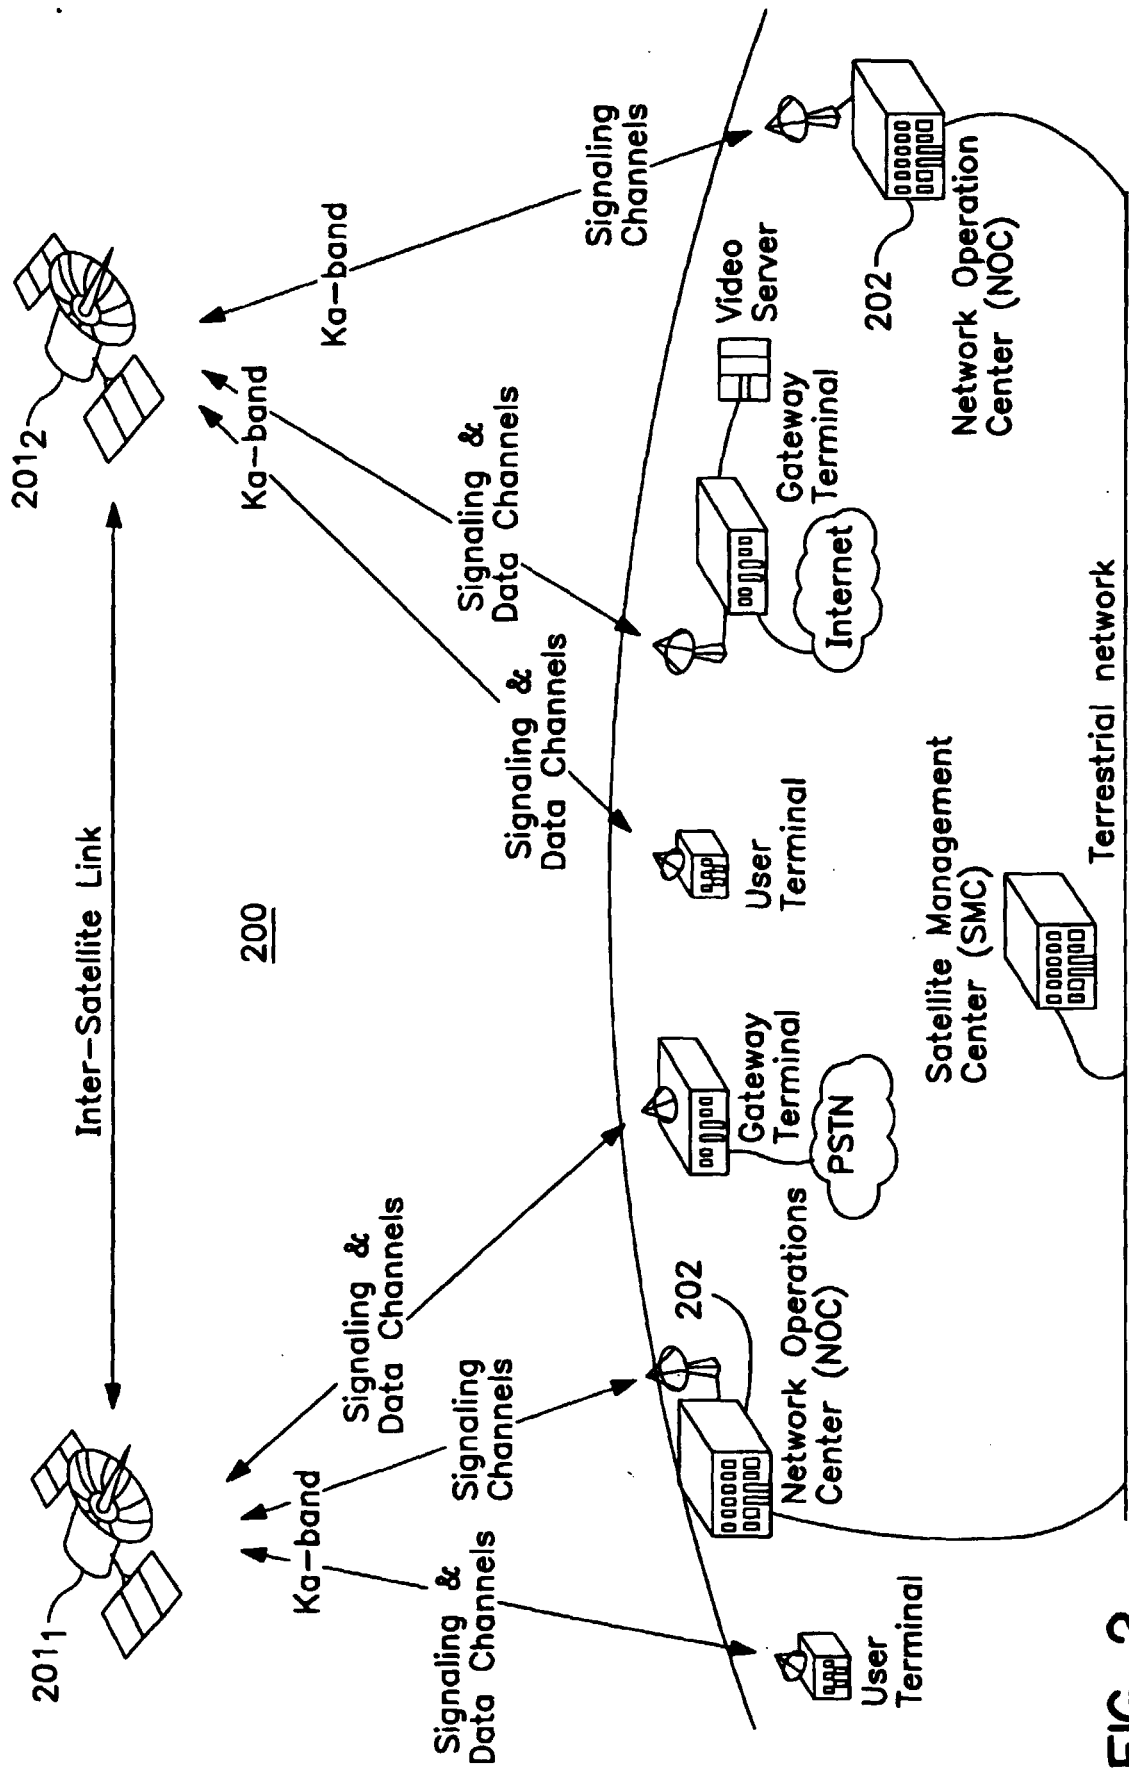 Inter-Satellite Link
201₁
201₂
200
Ka-band
Ka-band
Ka-band
Signaling &
Data Channels
Signaling
Channels
Signaling &
Data Channels
Signaling &
Data Channels
Signaling &
Data Channels
Signaling
Channels
User
Terminal
202
Network Operations
Center (NOC)
Gateway
Terminal
PSTN
User
Terminal
Internet
Gateway
Terminal
Video
Server
202
Network Operation
Center (NOC)
Satellite Management
Center (SMC)
Terrestrial network
FIG. 2